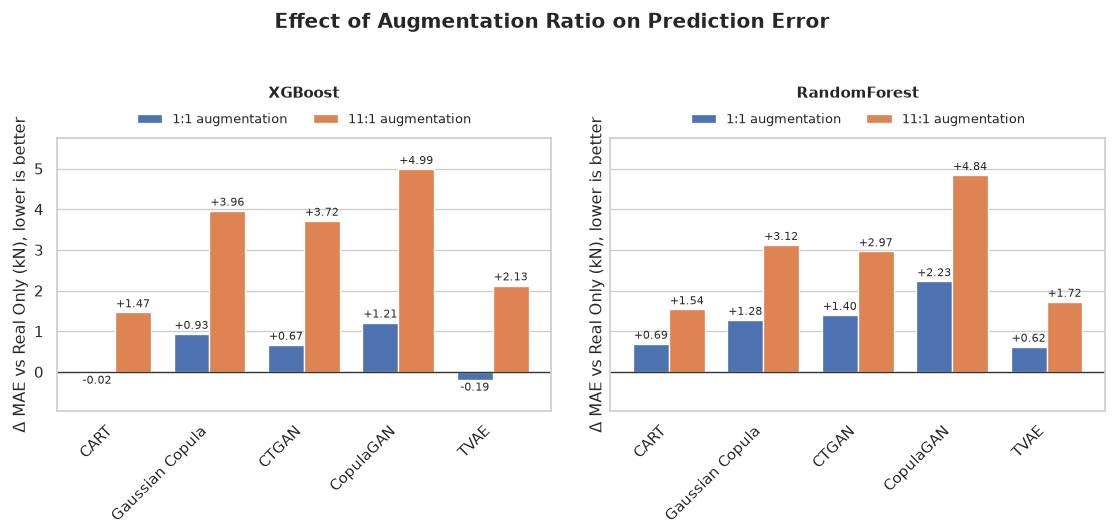 Effect of Augmentation Ratio on Prediction Error
XGBoost
1:1 augmentation 11:1 augmentation
Δ MAE vs Real Only (kN), lower is better
5
4
3
2
1
0
-0.02
+1.47
+0.93
+3.96
+0.67
+3.72
+1.21
+4.99
-0.19
+2.13
CART
Gaussian Copula
CTGAN
CopulaGAN
TVAE
RandomForest
1:1 augmentation 11:1 augmentation
Δ MAE vs Real Only (kN), lower is better
+0.69
+1.54
+1.28
+3.12
+1.40
+2.97
+2.23
+4.84
+0.62
+1.72
CART
Gaussian Copula
CTGAN
CopulaGAN
TVAE